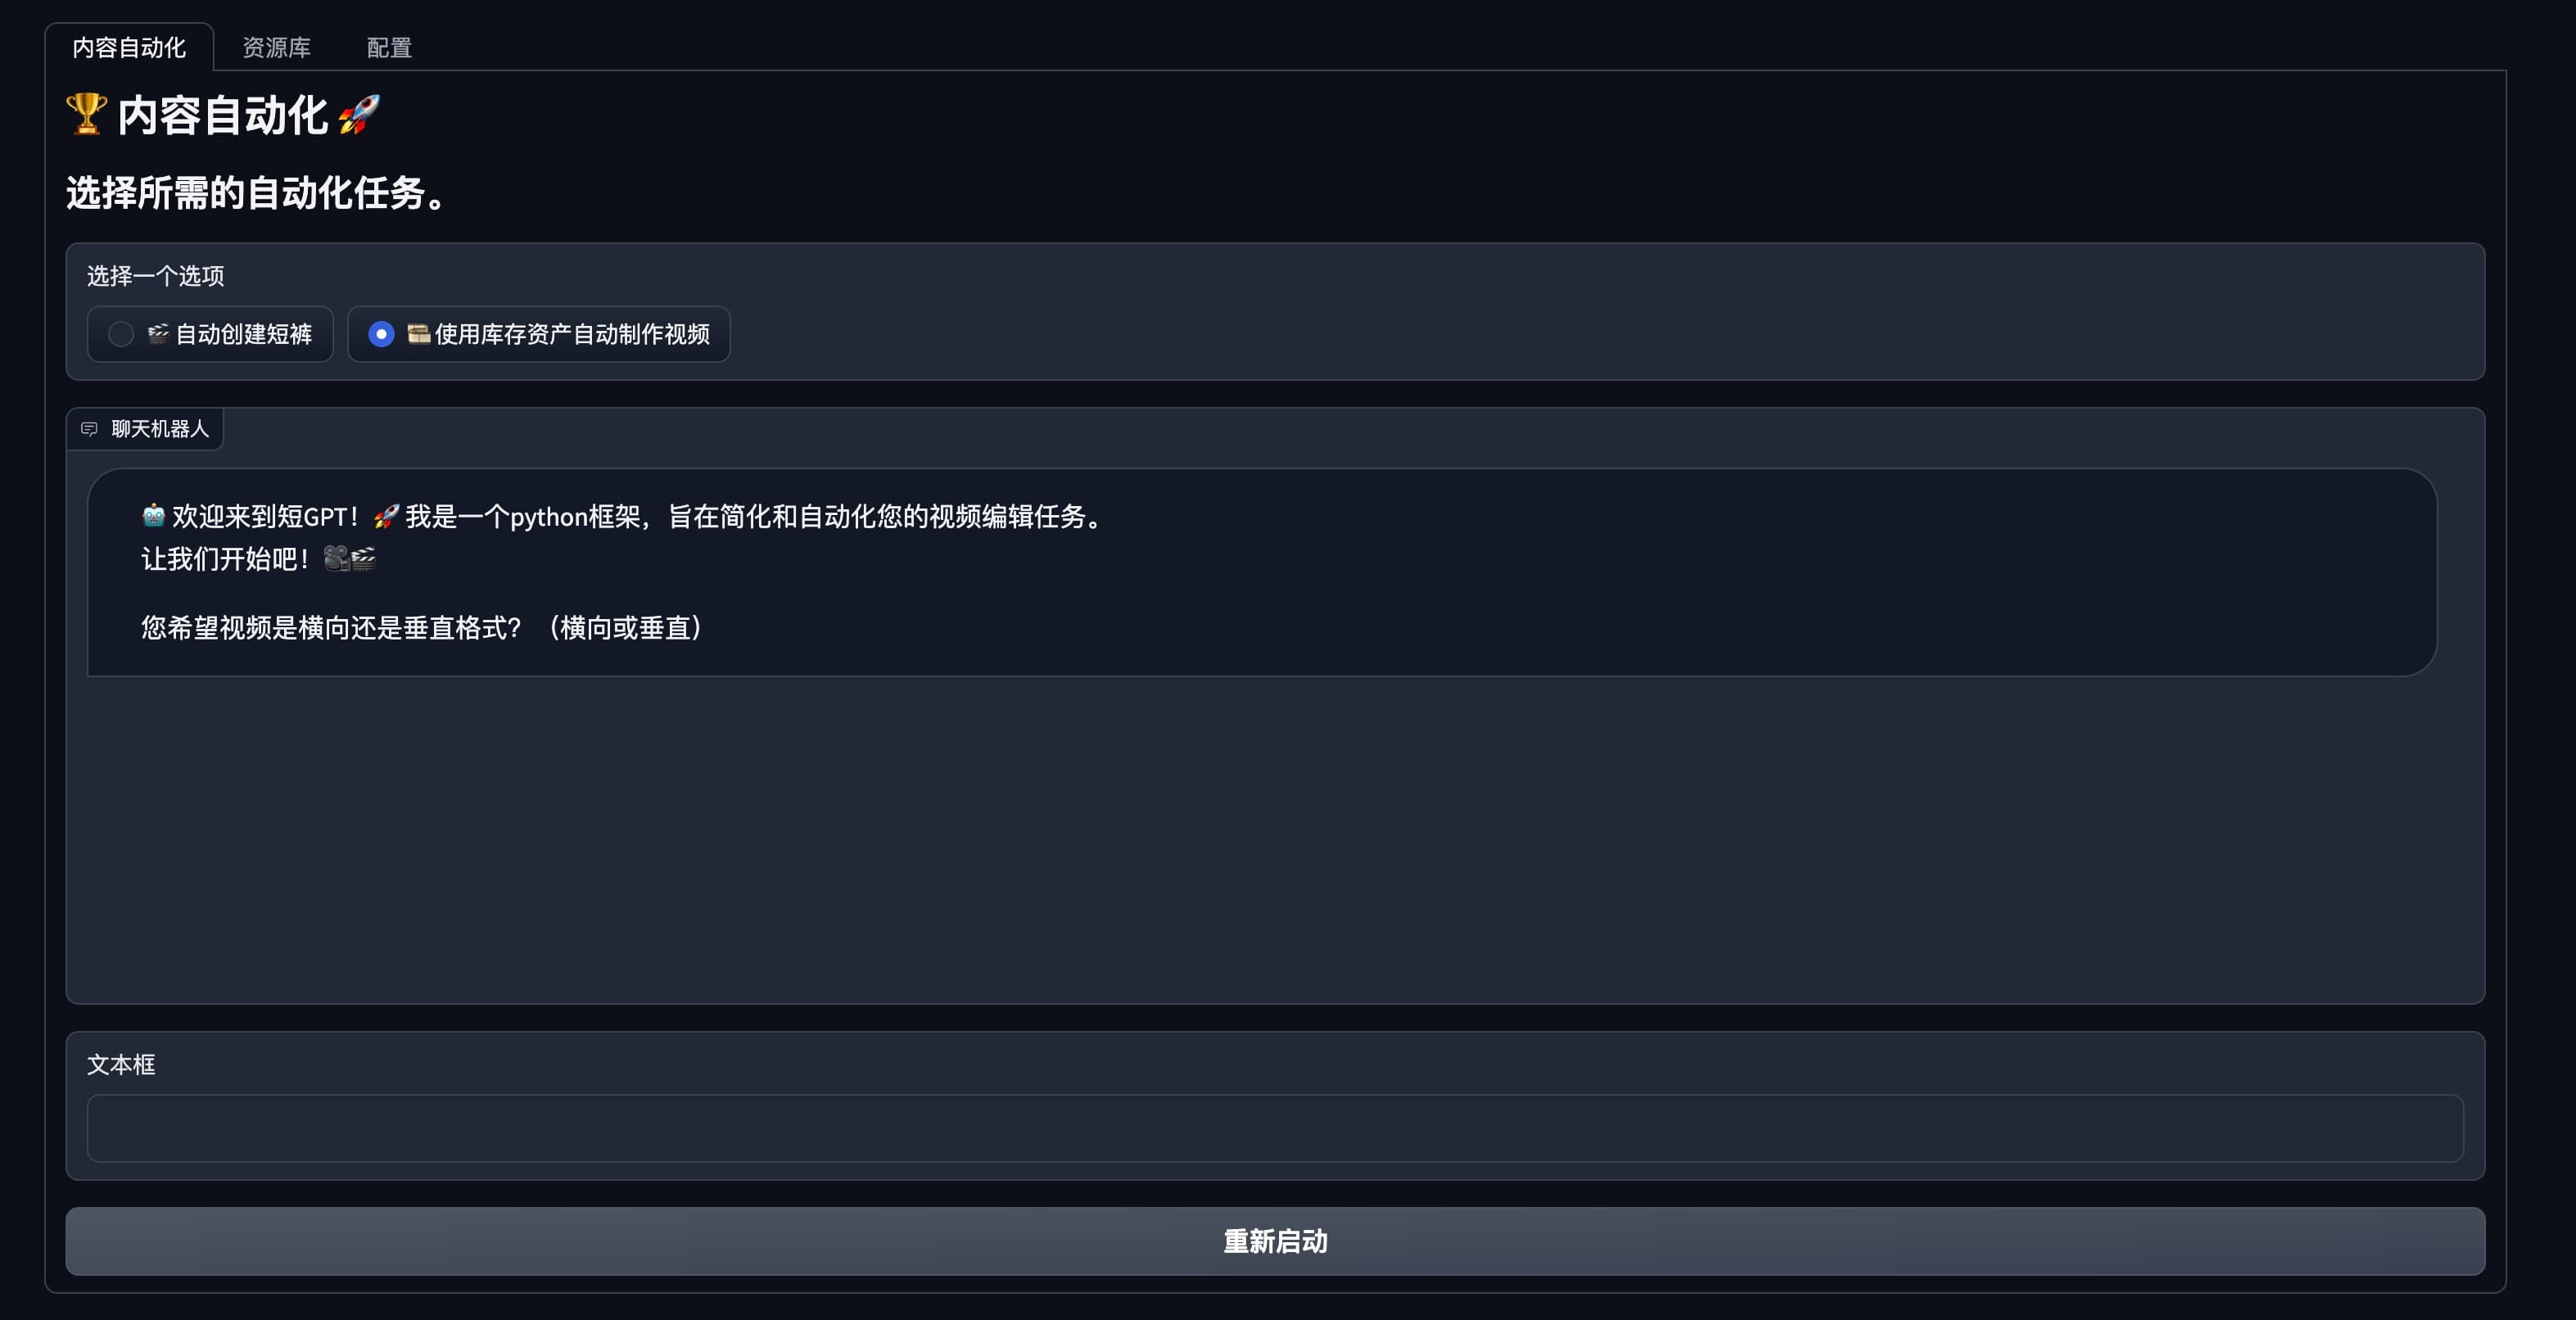 内容自动化 资源库 配置
🏆 内容自动化 🚀
选择所需的自动化任务。
选择一个选项
🎬 自动创建短裤 🎞️ 使用库存资产自动制作视频
聊天机器人
🤖 欢迎来到短GPT！🚀 我是一个python框架，旨在简化和自动化您的视频编辑任务。
让我们开始吧！🎥🎬
您希望视频是横向还是垂直格式？（横向或垂直）
文本框
重新启动